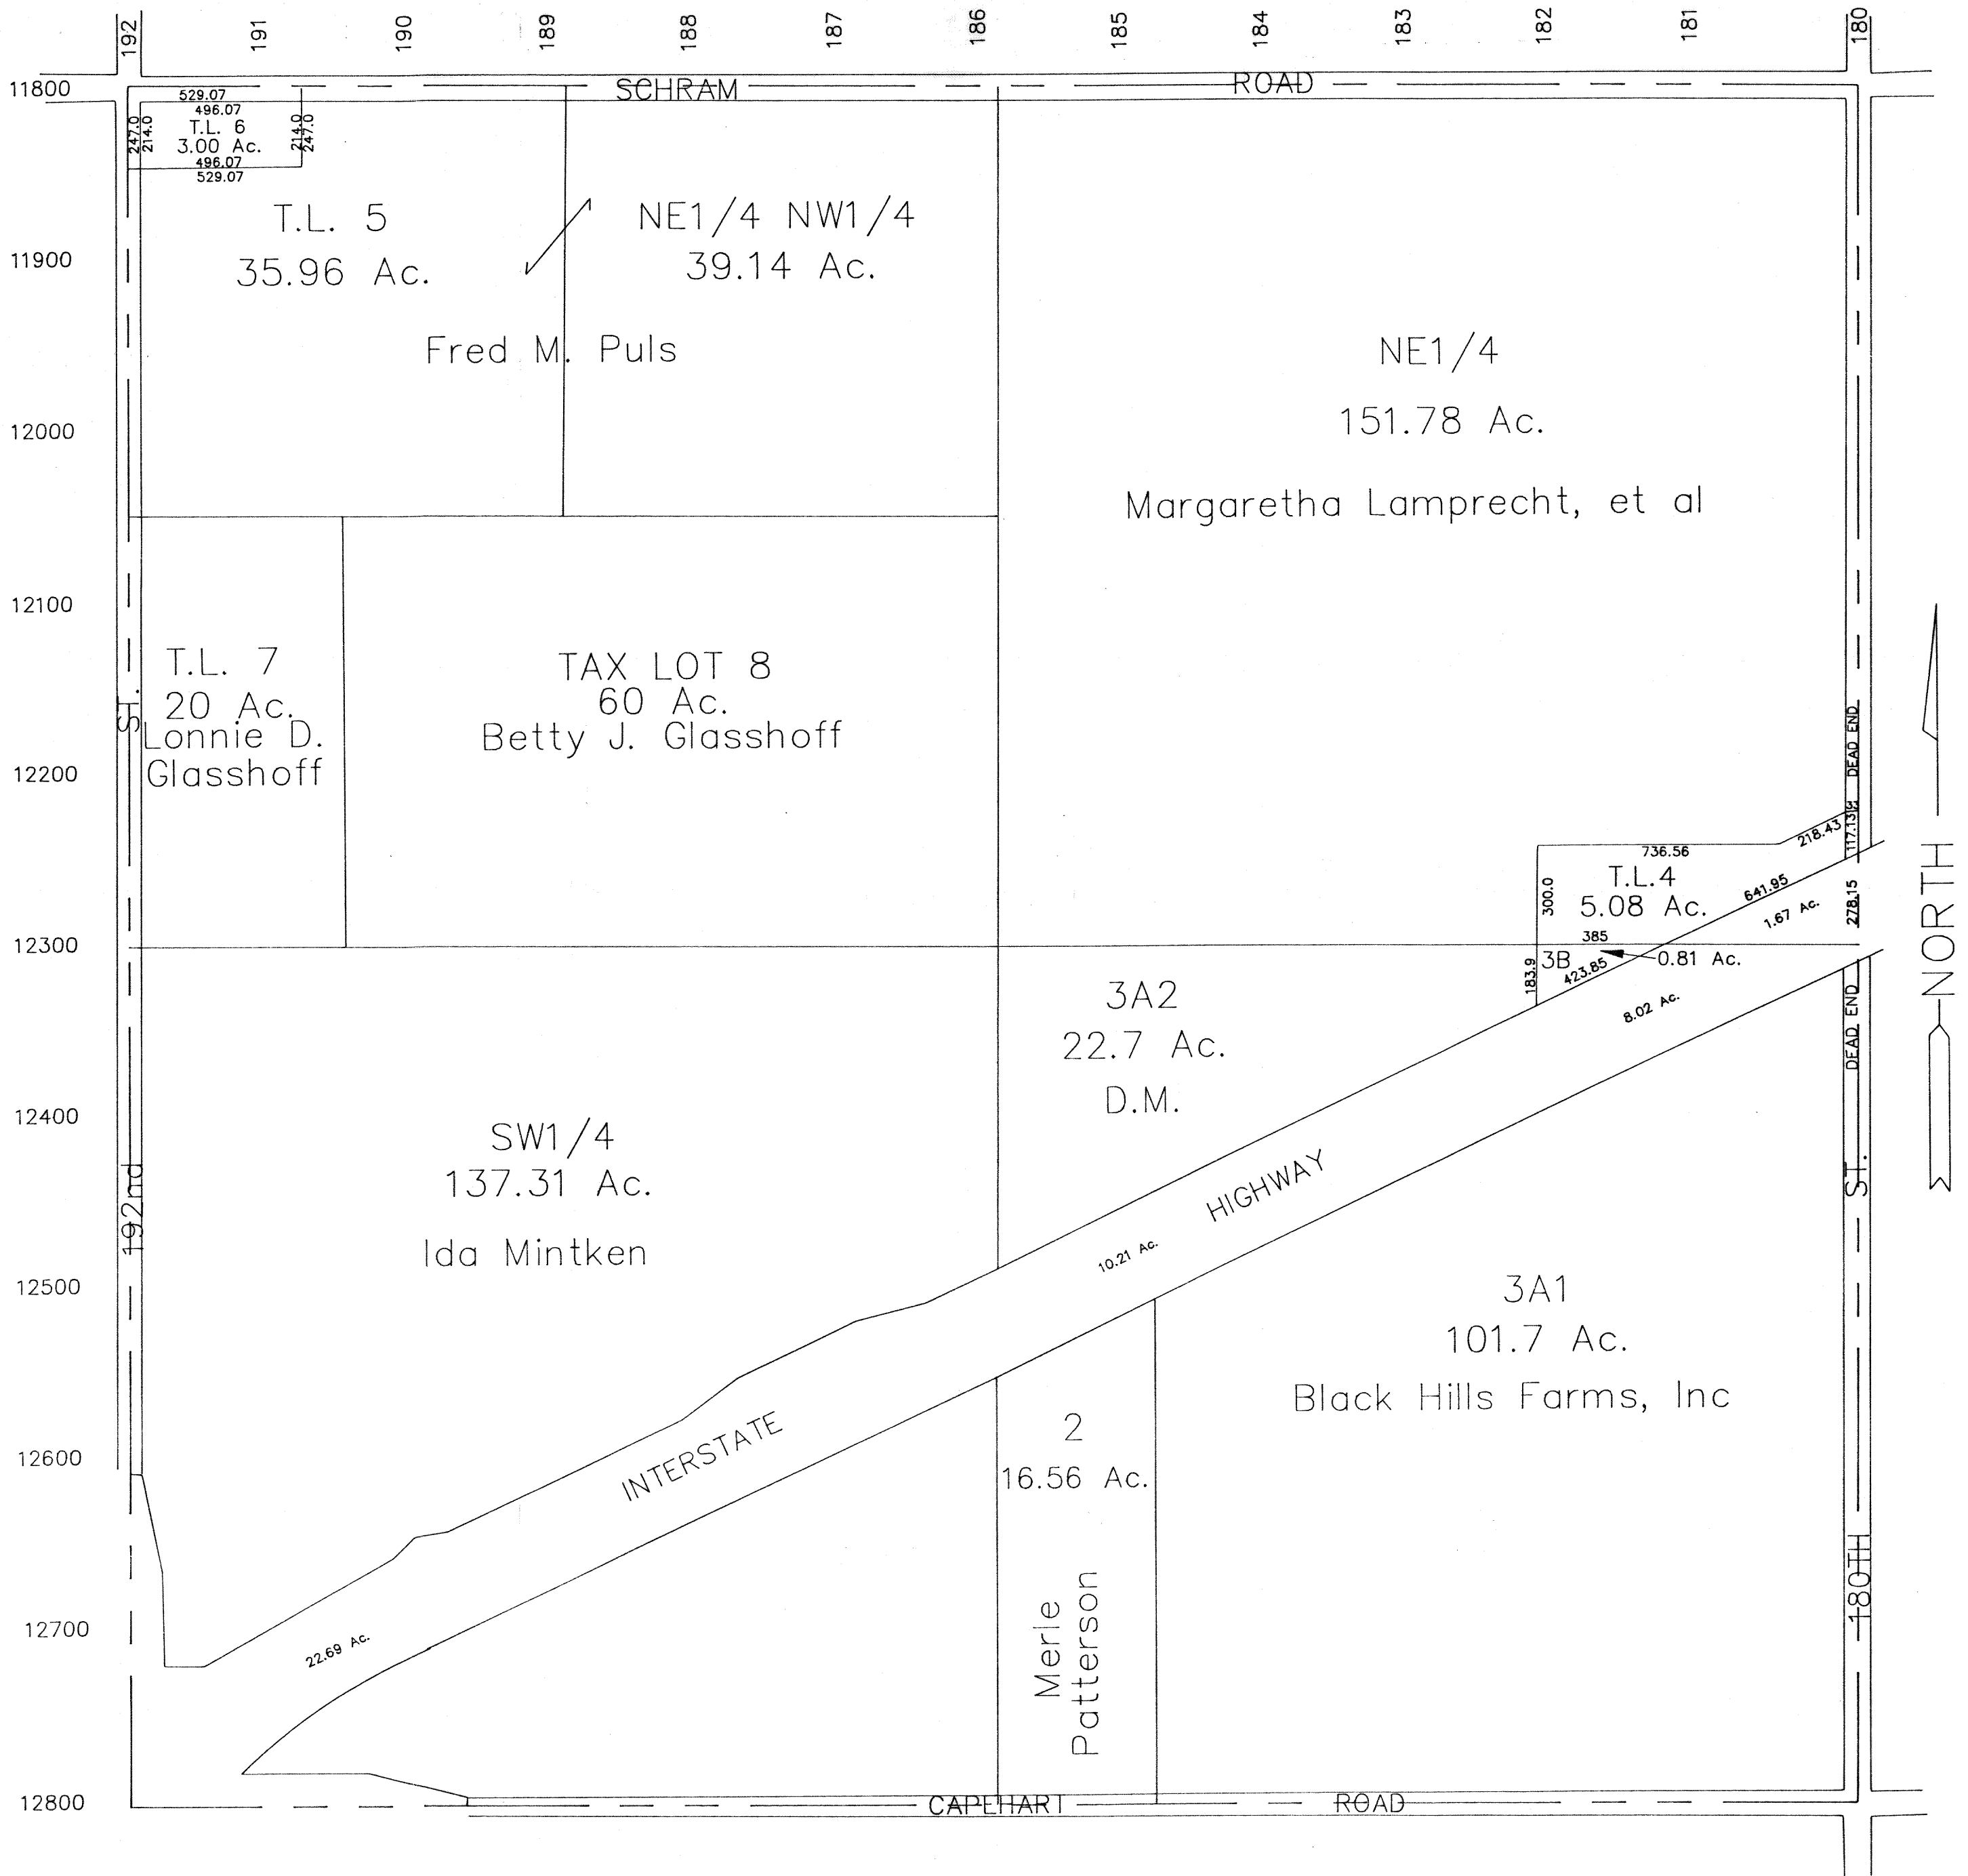 192
191
190
189
188
187
186
185
184
183
182
181
180
11800
SCHRAM ROAD
529.07
496.07
247.0
214.0
T.L. 6
3.00 Ac.
214.0
247.0
496.07
529.07
T.L. 5
35.96 Ac.
NE1/4 NW1/4
39.14 Ac.
Fred M. Puls
11900
NE1/4
151.78 Ac.
Margaretha Lamprecht, et al
12000
12100
T.L. 7
20 Ac.
Lonnie D.
Glasshoff
TAX LOT 8
60 Ac.
Betty J. Glasshoff
192nd ST.
12200
DEAD END
117.13
218.43
736.56
300.0
T.L.4
5.08 Ac.
641.95
1.67 Ac.
278.15
385
12300
3B
0.81 Ac.
183.9
423.85
8.02 Ac.
DEAD END
NORTH
3A2
22.7 Ac.
D.M.
12400
SW1/4
137.31 Ac.
Ida Mintken
INTERSTATE HIGHWAY
10.21 Ac.
12500
3A1
101.7 Ac.
Black Hills Farms, Inc
180TH ST.
12600
2
16.56 Ac.
Merle
Patterson
12700
22.69 Ac.
12800
CAPEHART ROAD